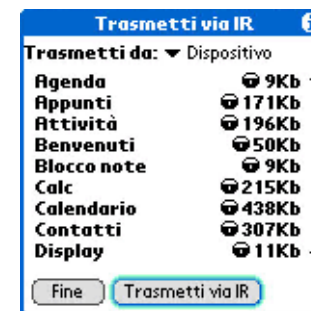 Trasmetti via IR
Trasmetti da: Dispositivo
Agenda 9Kb
Appunti 171Kb
Attività 196Kb
Benvenuti 50Kb
Blocco note 9Kb
Calc 215Kb
Calendario 438Kb
Contatti 307Kb
Display 11Kb
Fine Trasmetti via IR